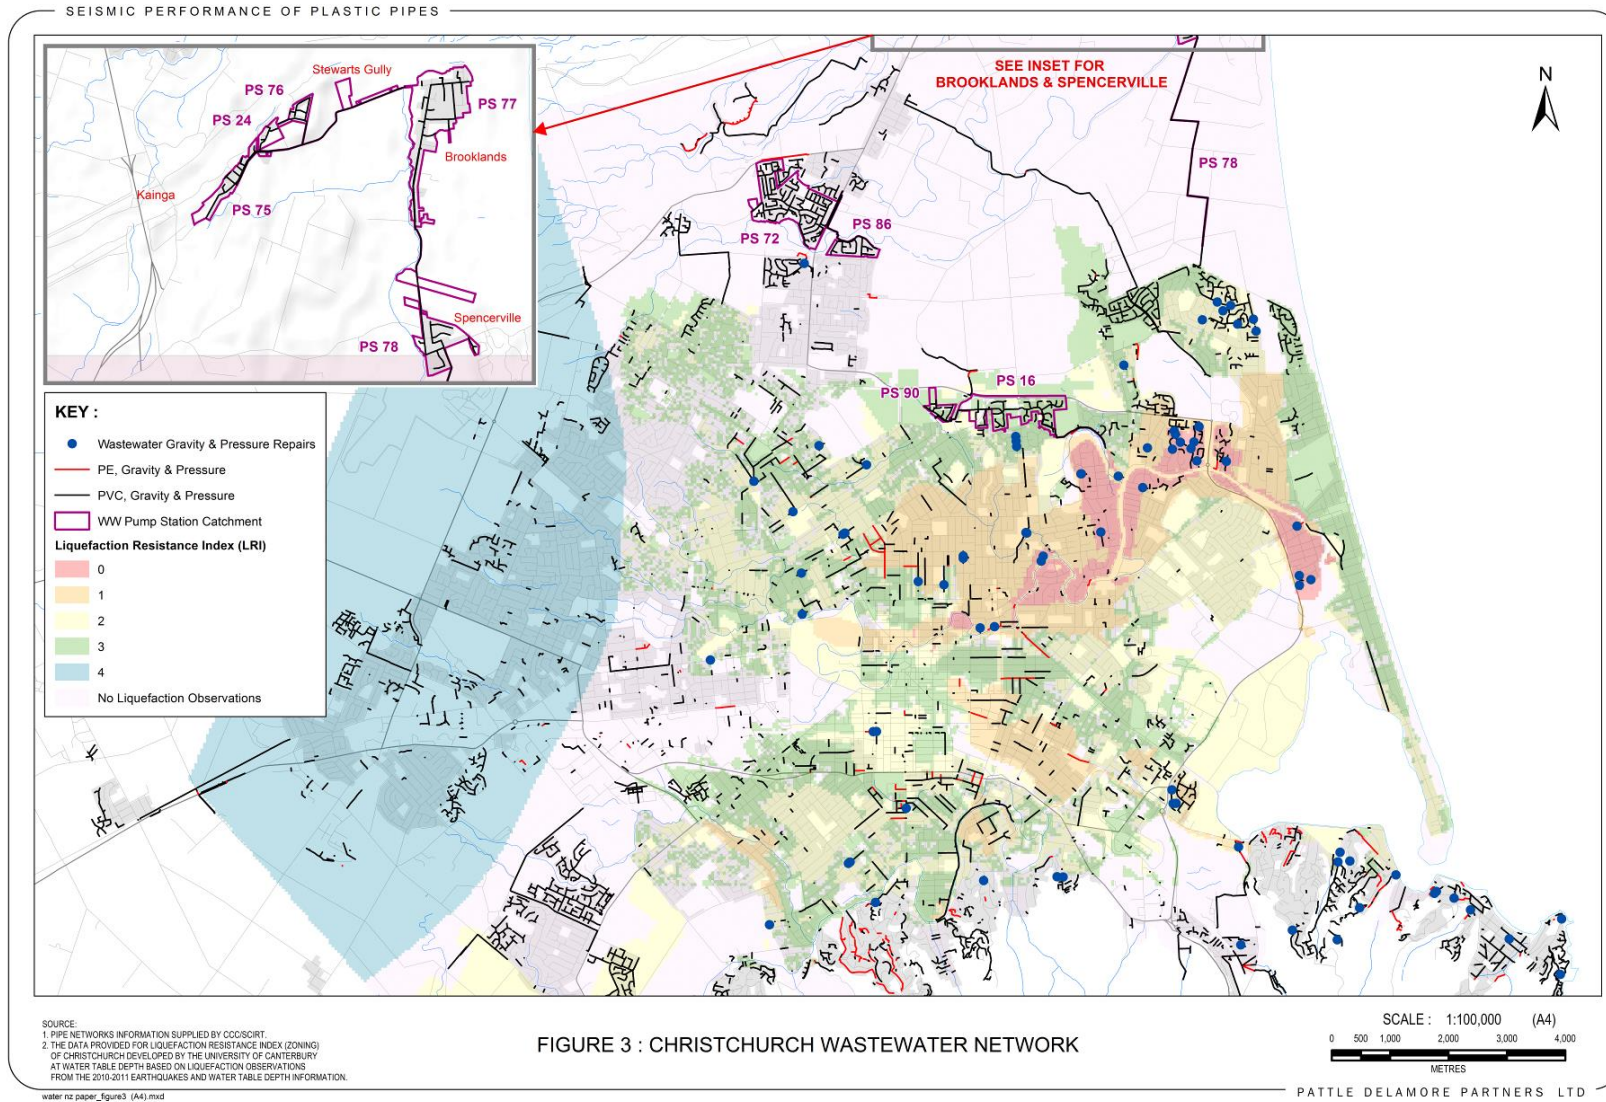 SEISMIC PERFORMANCE OF PLASTIC PIPES
SEE INSET FOR
BROOKLANDS & SPENCERVILLE
N
Stewarts Gully
PS 76
PS 77
PS 24
Brooklands
Kainga
PS 75
Spencerville
PS 78
PS 78
PS 72
PS 86
PS 90
PS 16
KEY :
Wastewater Gravity & Pressure Repairs
PE, Gravity & Pressure
PVC, Gravity & Pressure
WW Pump Station Catchment
Liquefaction Resistance Index (LRI)
0
1
2
3
4
No Liquefaction Observations
SOURCE:
1. PIPE NETWORKS INFORMATION SUPPLIED BY CCC/SCIRT.
2. THE DATA PROVIDED FOR LIQUEFACTION RESISTANCE INDEX (ZONING)
OF CHRISTCHURCH DEVELOPED BY THE UNIVERSITY OF CANTERBURY
AT WATER TABLE DEPTH BASED ON LIQUEFACTION OBSERVATIONS
FROM THE 2010-2011 EARTHQUAKES AND WATER TABLE DEPTH INFORMATION.
water nz paper_figure3 (A4).mxd
FIGURE 3 : CHRISTCHURCH WASTEWATER NETWORK
SCALE : 1:100,000 (A4)
0 500 1,000 2,000 3,000 4,000
METRES
PATTLE DELAMORE PARTNERS LTD